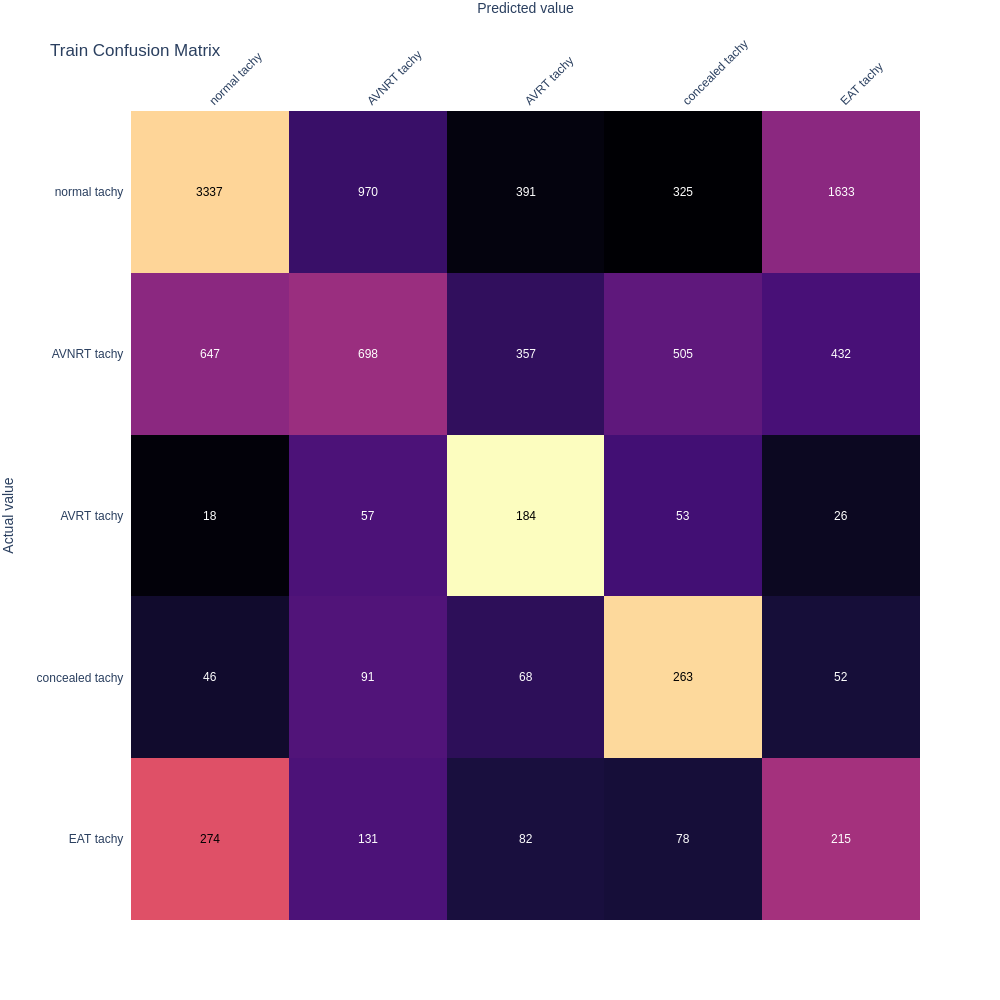 Predicted value
Train Confusion Matrix
normal tachy
AVNRT tachy
AVRT tachy
concealed tachy
EAT tachy
normal tachy 3337 970 391 325 1633
AVNRT tachy 647 698 357 505 432
Actual value
AVRT tachy 18 57 184 53 26
concealed tachy 46 91 68 263 52
EAT tachy 274 131 82 78 215